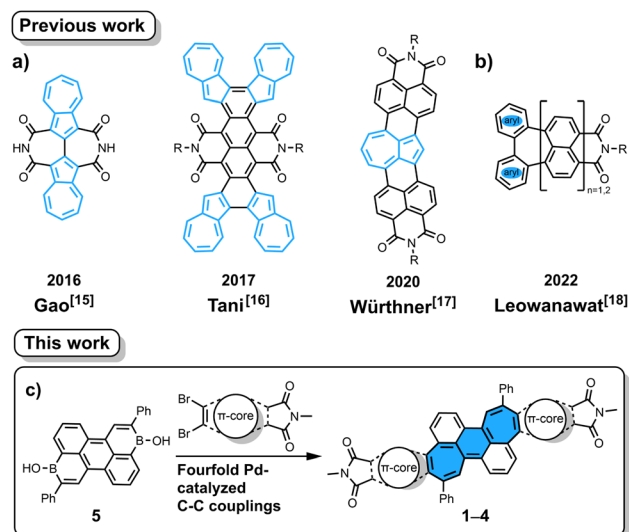 Previous work
a)
b)
R
O N O
O O
HN NH
O O
O O
R-N N-R
O O
aryl
aryl
O
N-R
O
n=1,2
O N O
R
2016
2017
2020
2022
Gao[15]
Tani[16]
Würthner[17]
Leowanawat[18]
This work
c)
Ph
B-OH
HO-B
Ph
5
Br
Br
π-core
O
N
O
Fourfold Pd-
catalyzed
C-C couplings
Ph
π-core
O
N
O
O
N
O
π-core
Ph
1–4